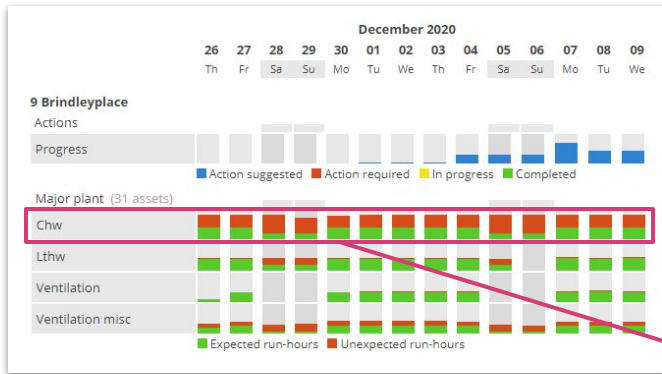 December 2020
26 27 28 29 30 01 02 03 04 05 06 07 08 09
Th Fr Sa Su Mo Tu We Th Fr Sa Su Mo Tu We
9 Brindleyplace
Actions
Progress
Action suggested Action required In progress Completed
Major plant (31 assets)
Chw
Lthw
Ventilation
Ventilation misc
Expected run-hours Unexpected run-hours